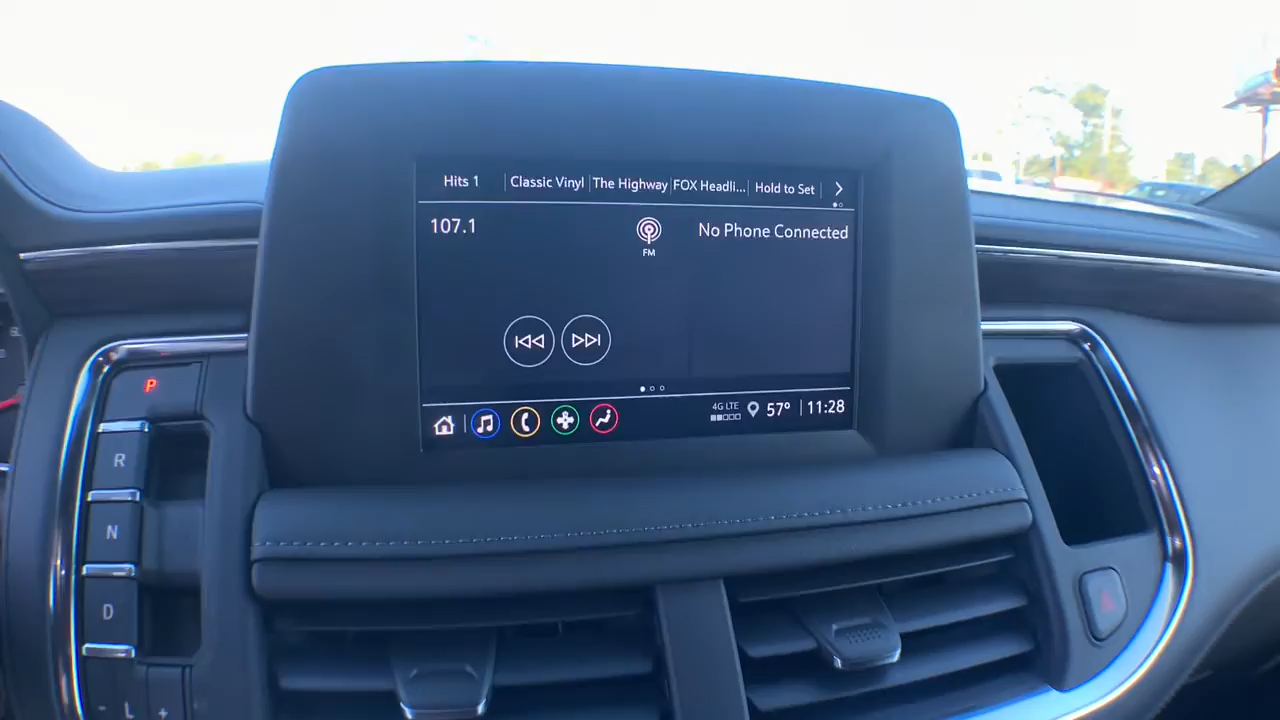 Hits 1 Classic Vinyl The Highway FOX Headli... Hold to Set
107.1 No Phone Connected
FM
4G LTE 57° 11:28
P
R
N
D
- L +